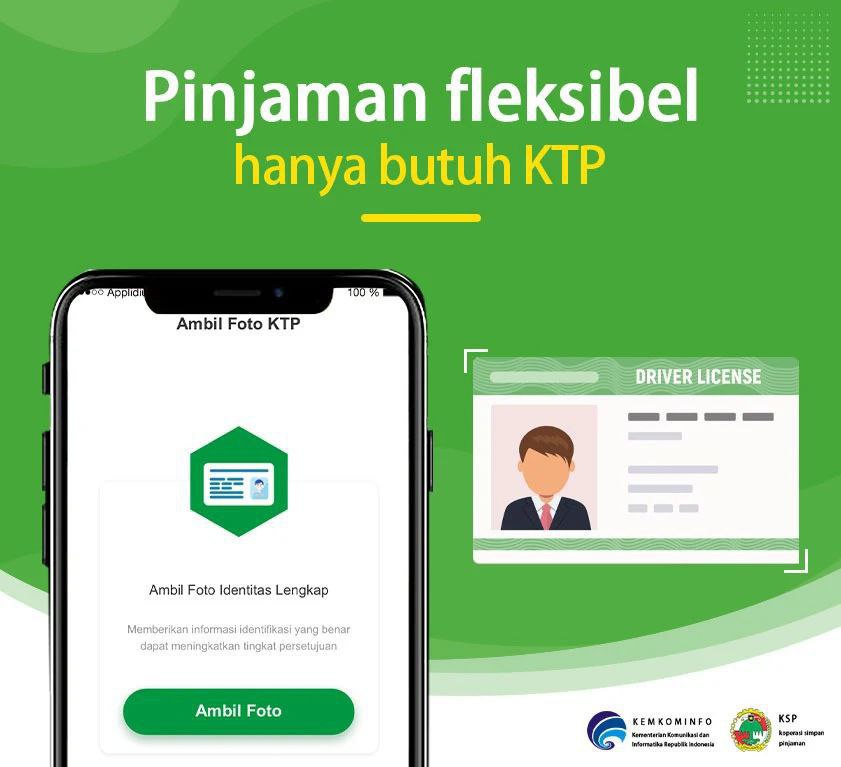 Pinjaman fleksibel
hanya butuh KTP
100 %
Ambil Foto KTP
DRIVER LICENSE
Ambil Foto Identitas Lengkap
Memberikan informasi identifikasi yang benar
dapat meningkatkan tingkat persetujuan
Ambil Foto
KEMKOMINFO
Kementerian Komunikasi dan
Informatika Republik Indonesia
KSP
koperasi simpan
pinjaman